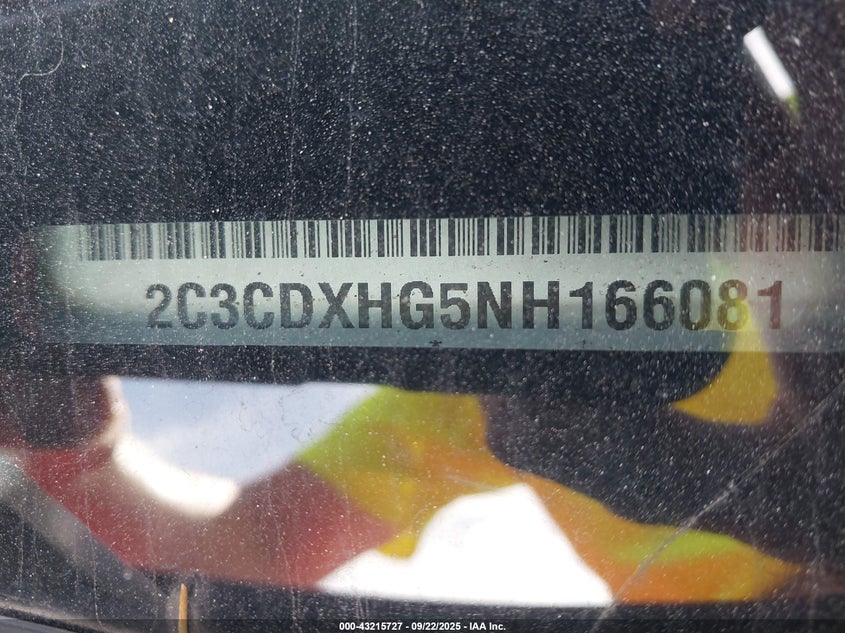 2C3CDXHG5NH166081
000-43215727 - 09/22/2025 - IAA Inc.